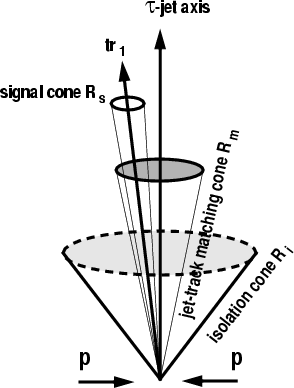 τ-jet axis
tr1
signal cone Rs
jet-track matching cone Rm
isolation cone Ri
p
p